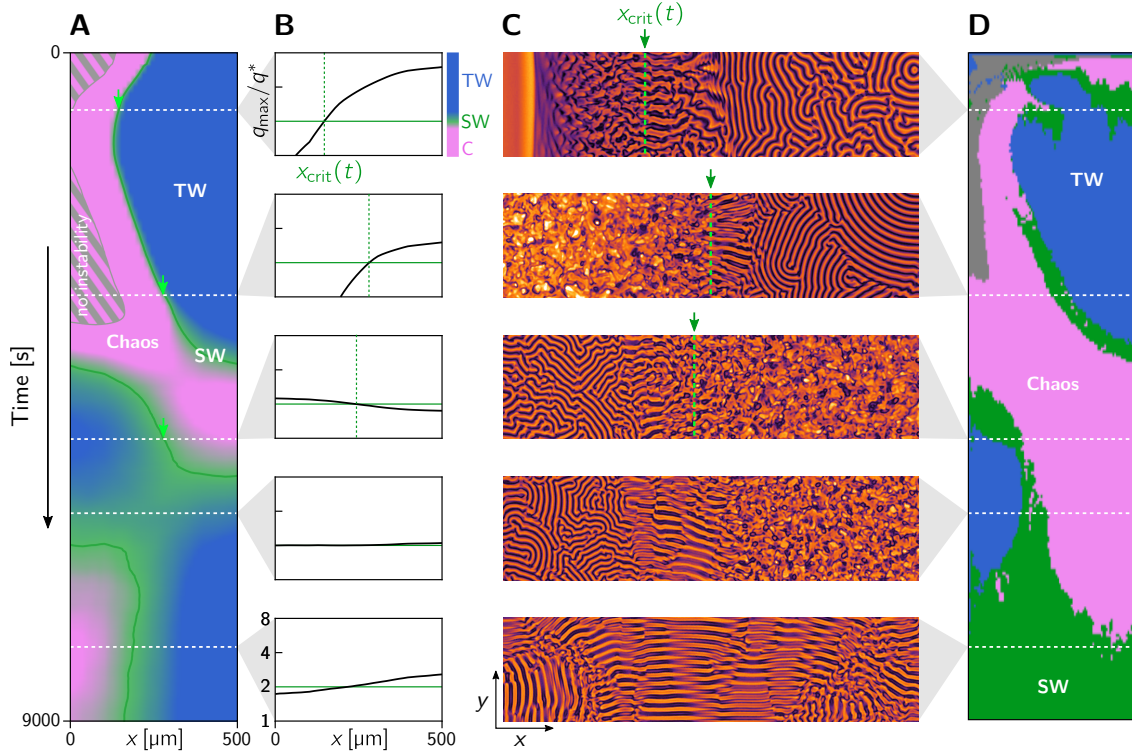 A
B
C
D
x_crit(t)
0
Time [s]
9000
TW
no instability
Chaos
SW
0
x [µm]
500
q_max/q*
TW
SW
C
x_crit(t)
8
4
2
1
0
x [µm]
500
y
x
TW
Chaos
SW